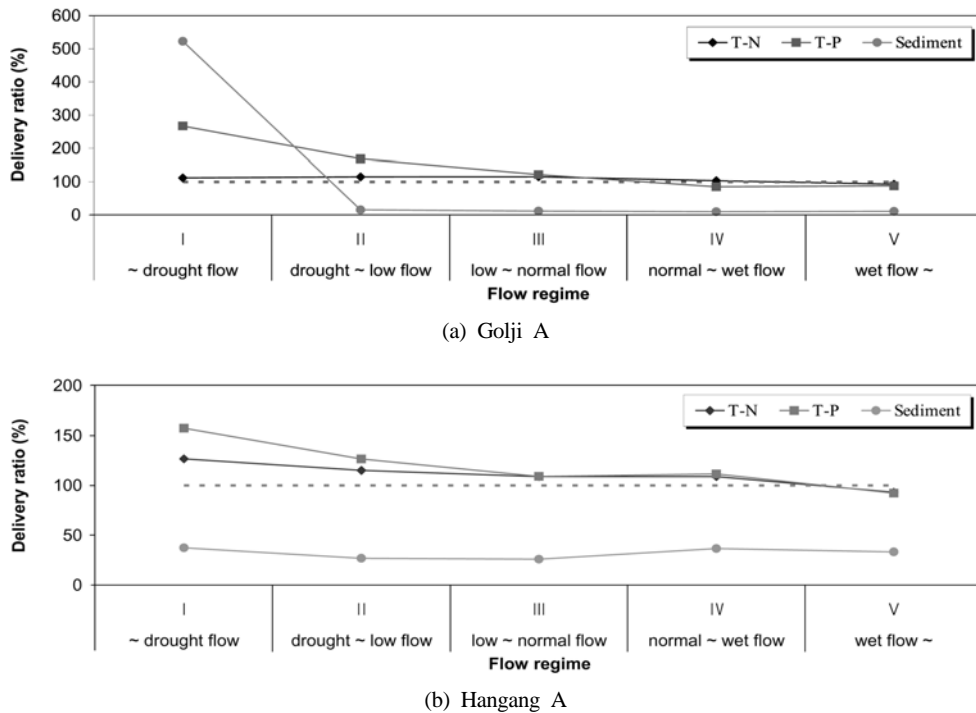 600
500
400
300
200
100
0
Delivery ratio (%)
T-N T-P Sediment
I II III IV V
~ drought flow drought ~ low flow low ~ normal flow normal ~ wet flow wet flow ~
Flow regime
(a) Golji A
200
150
100
50
0
Delivery ratio (%)
T-N T-P Sediment
I II III IV V
~ drought flow drought ~ low flow low ~ normal flow normal ~ wet flow wet flow ~
Flow regime
(b) Hangang A